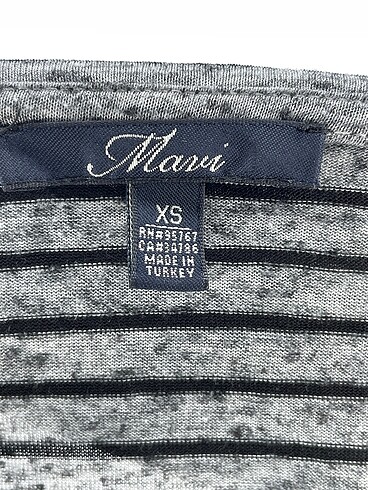 Mavi
XS
RN#95767
CA#34786
MADE IN
TURKEY